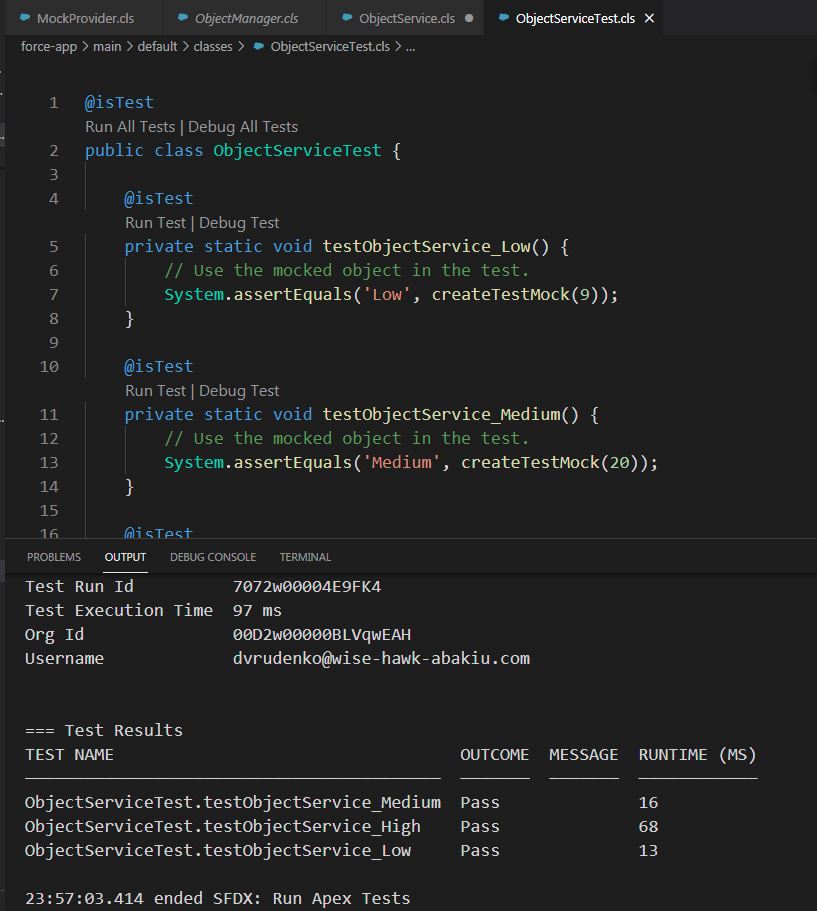 MockProvider.cls ObjectManager.cls ObjectService.cls ObjectServiceTest.cls
force-app > main > default > classes > ObjectServiceTest.cls > ...
1 @isTest
Run All Tests | Debug All Tests
2 public class ObjectServiceTest {
3
4 @isTest
Run Test | Debug Test
5 private static void testObjectService_Low() {
6 // Use the mocked object in the test.
7 System.assertEquals('Low', createTestMock(9));
8 }
9
10 @isTest
Run Test | Debug Test
11 private static void testObjectService_Medium() {
12 // Use the mocked object in the test.
13 System.assertEquals('Medium', createTestMock(20));
14 }
15
16 @isTest
PROBLEMS OUTPUT DEBUG CONSOLE TERMINAL
Test Run Id 7072w00004E9FK4
Test Execution Time 97 ms
Org Id 00D2w00000BLVqwEAH
Username dvrudenko@wise-hawk-abakiu.com
=== Test Results
TEST NAME OUTCOME MESSAGE RUNTIME (MS)
ObjectServiceTest.testObjectService_Medium Pass 16
ObjectServiceTest.testObjectService_High Pass 68
ObjectServiceTest.testObjectService_Low Pass 13
23:57:03.414 ended SFDX: Run Apex Tests